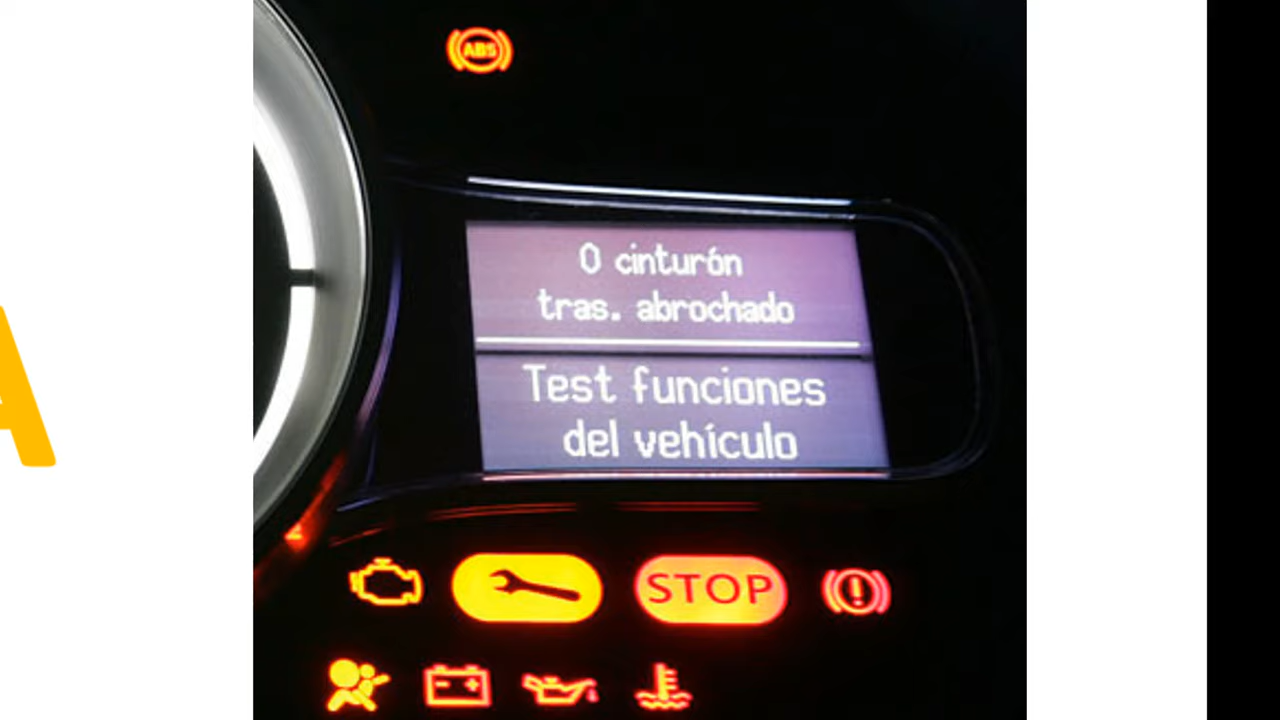 A
ABS
0 cinturón
tras. abrochado
Test funciones
del vehículo
STOP